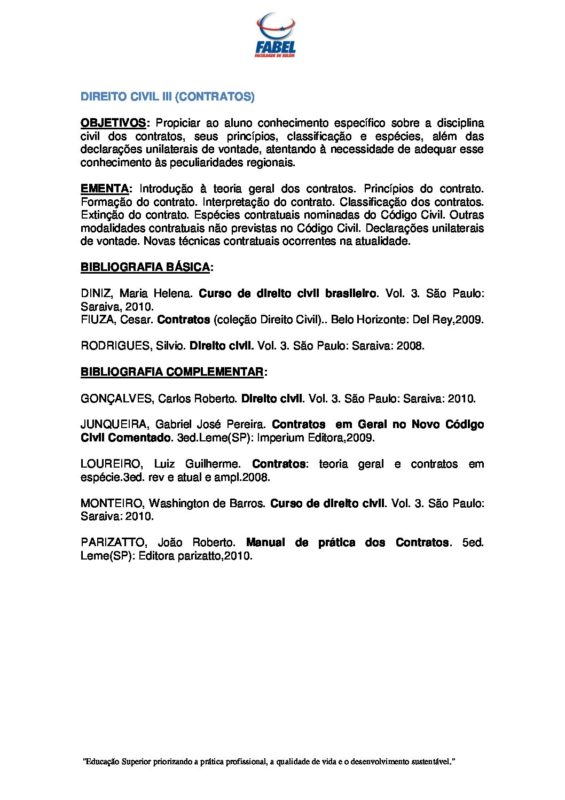 FABEL
FACULDADE DE BELÉM
DIREITO CIVIL III (CONTRATOS)
OBJETIVOS: Propiciar ao aluno conhecimento específico sobre a disciplina
civil dos contratos, seus princípios, classificação e espécies, além das
declarações unilaterais de vontade, atentando à necessidade de adequar esse
conhecimento às peculiaridades regionais.
EMENTA: Introdução à teoria geral dos contratos. Princípios do contrato.
Formação do contrato. Interpretação do contrato. Classificação dos contratos.
Extinção do contrato. Espécies contratuais nominadas do Código Civil. Outras
modalidades contratuais não previstas no Código Civil. Declarações unilaterais
de vontade. Novas técnicas contratuais ocorrentes na atualidade.
BIBLIOGRAFIA BÁSICA:
DINIZ, Maria Helena. Curso de direito civil brasileiro. Vol. 3. São Paulo:
Saraiva, 2010.
FIUZA, Cesar. Contratos (coleção Direito Civil).. Belo Horizonte: Del Rey,2009.
RODRIGUES, Silvio. Direito civil. Vol. 3. São Paulo: Saraiva: 2008.
BIBLIOGRAFIA COMPLEMENTAR:
GONÇALVES, Carlos Roberto. Direito civil. Vol. 3. São Paulo: Saraiva: 2010.
JUNQUEIRA, Gabriel José Pereira. Contratos em Geral no Novo Código
Civil Comentado. 3ed.Leme(SP): Imperium Editora,2009.
LOUREIRO, Luiz Guilherme. Contratos: teoria geral e contratos em
espécie.3ed. rev e atual e ampl.2008.
MONTEIRO, Washington de Barros. Curso de direito civil. Vol. 3. São Paulo:
Saraiva: 2010.
PARIZATTO, João Roberto. Manual de prática dos Contratos. 5ed.
Leme(SP): Editora parizatto,2010.
"Educação Superior priorizando a prática profissional, a qualidade de vida e o desenvolvimento sustentável."